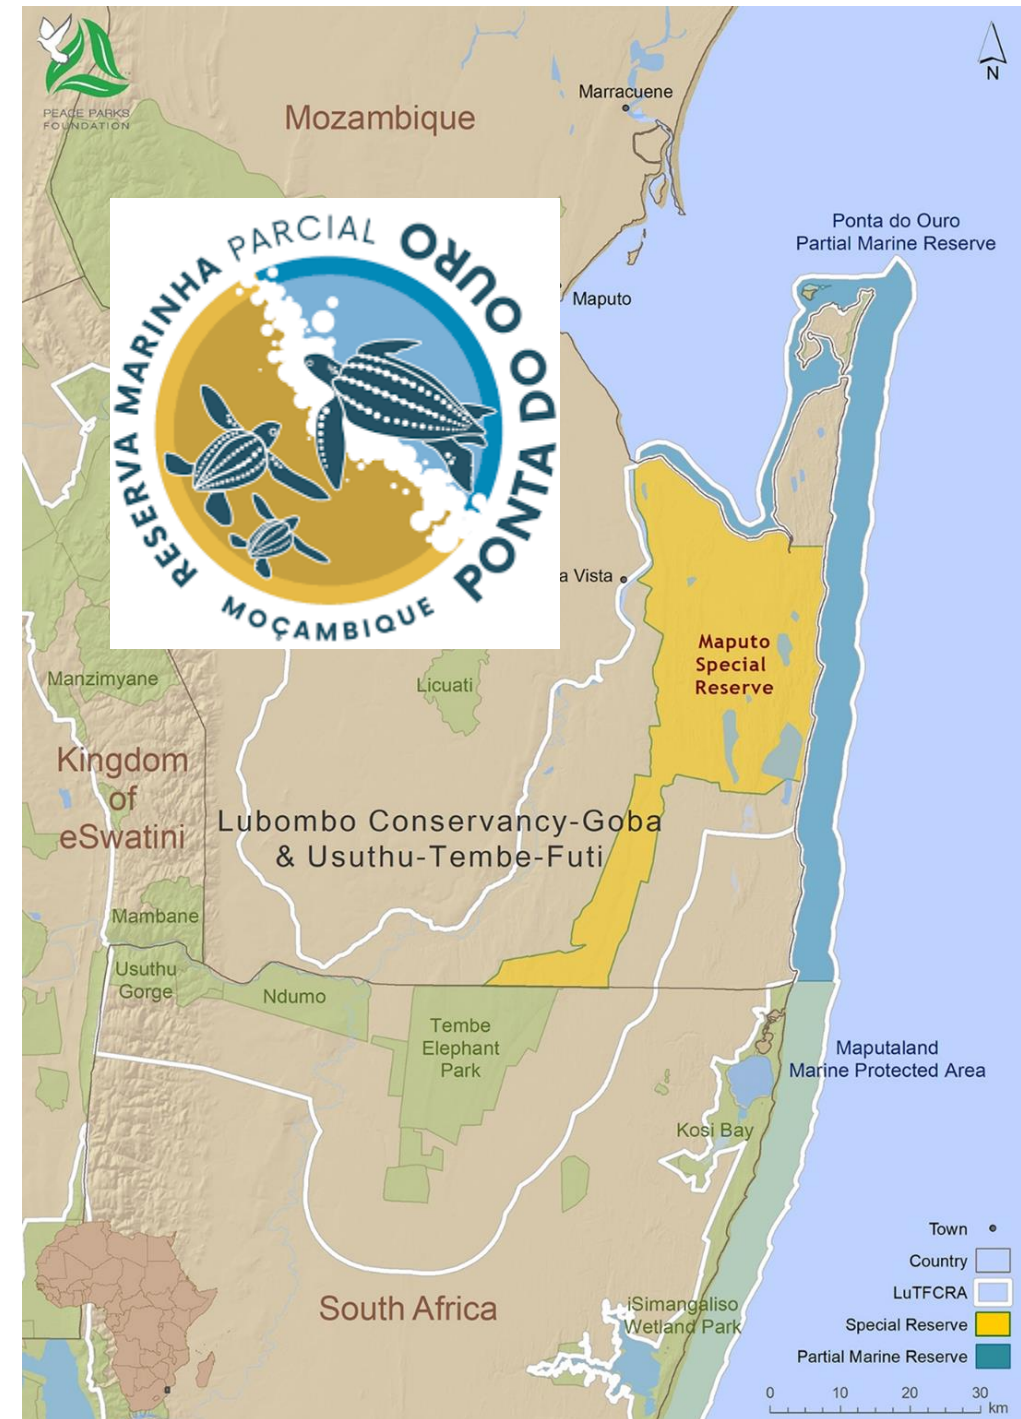 PEACE PARKS
FOUNDATION
Mozambique
Marracuene
N
Ponta do Ouro
Partial Marine Reserve
Maputo
RESERVA MARINHA PARCIAL PONTA DO OURO
MOÇAMBIQUE
a Vista
Maputo
Special
Reserve
Manzimyane
Licuati
Kingdom
of
eSwatini
Lubombo Conservancy-Goba
& Usuthu-Tembe-Futi
Mambane
Usuthu
Gorge
Ndumo
Tembe
Elephant
Park
Maputaland
Marine Protected Area
Kosi Bay
South Africa
iSimangaliso
Wetland Park
Town
Country
LuTFCRA
Special Reserve
Partial Marine Reserve
0 10 20 30
km